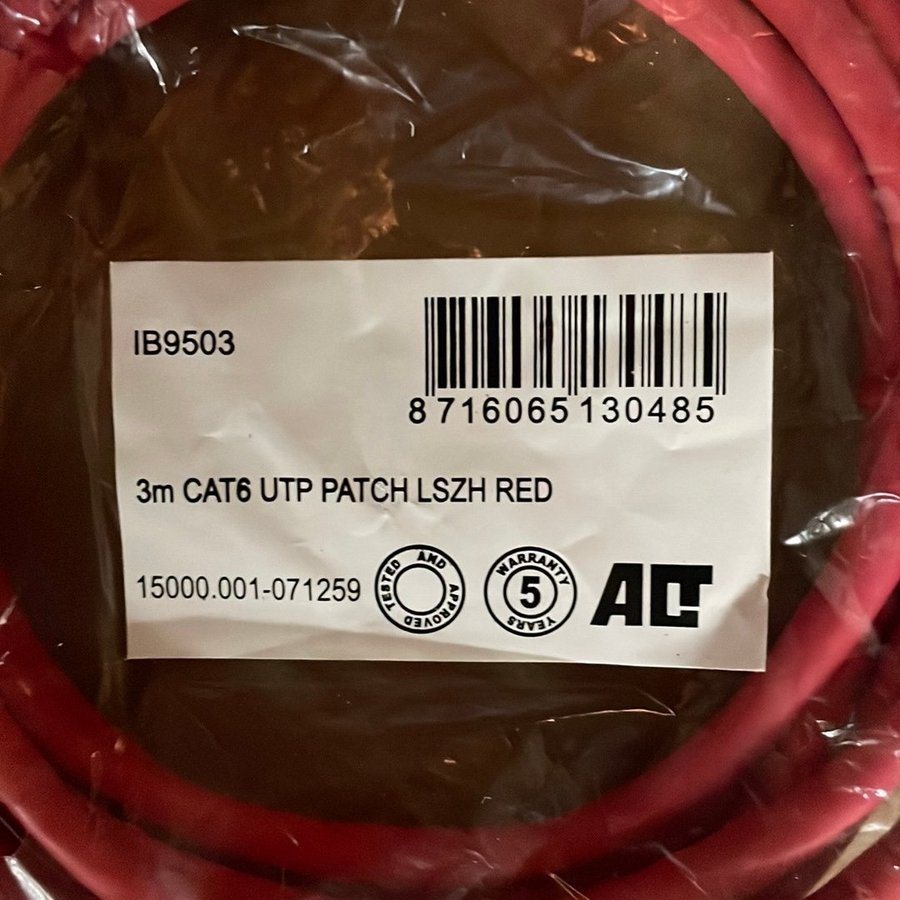 IB9503
8 716065 130485
3m CAT6 UTP PATCH LSZH RED
15000.001-071259
TESTED AND APPROVED
WARRANTY
5
YEARS
ACT